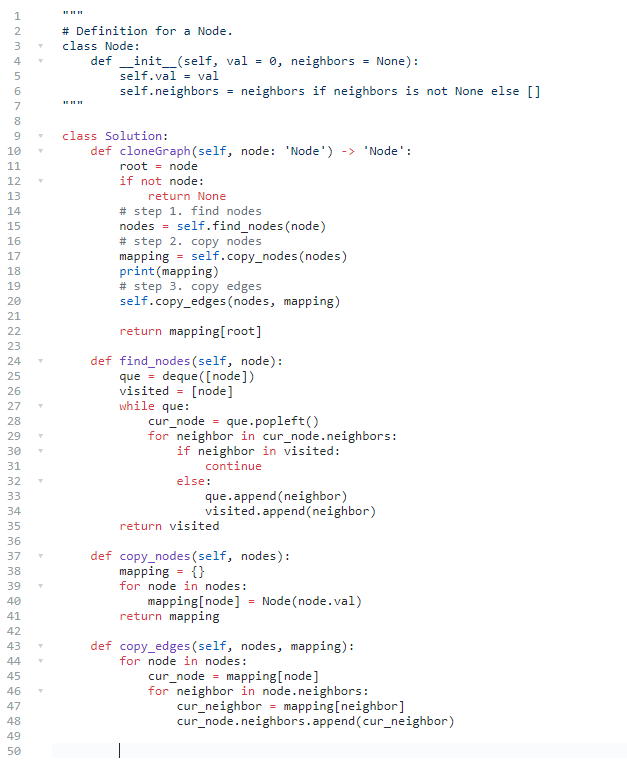 1 """
2 # Definition for a Node.
3 class Node:
4     def __init__(self, val = 0, neighbors = None):
5         self.val = val
6         self.neighbors = neighbors if neighbors is not None else []
7 """
8
9 class Solution:
10     def cloneGraph(self, node: 'Node') -> 'Node':
11         root = node
12         if not node:
13             return None
14         # step 1. find nodes
15         nodes = self.find_nodes(node)
16         # step 2. copy nodes
17         mapping = self.copy_nodes(nodes)
18         print(mapping)
19         # step 3. copy edges
20         self.copy_edges(nodes, mapping)
21
22         return mapping[root]
23
24     def find_nodes(self, node):
25         que = deque([node])
26         visited = [node]
27         while que:
28             cur_node = que.popleft()
29             for neighbor in cur_node.neighbors:
30                 if neighbor in visited:
31                     continue
32                 else:
33                     que.append(neighbor)
34                     visited.append(neighbor)
35         return visited
36
37     def copy_nodes(self, nodes):
38         mapping = {}
39         for node in nodes:
40             mapping[node] = Node(node.val)
41         return mapping
42
43     def copy_edges(self, nodes, mapping):
44         for node in nodes:
45             cur_node = mapping[node]
46             for neighbor in node.neighbors:
47                 cur_neighbor = mapping[neighbor]
48                 cur_node.neighbors.append(cur_neighbor)
49
50